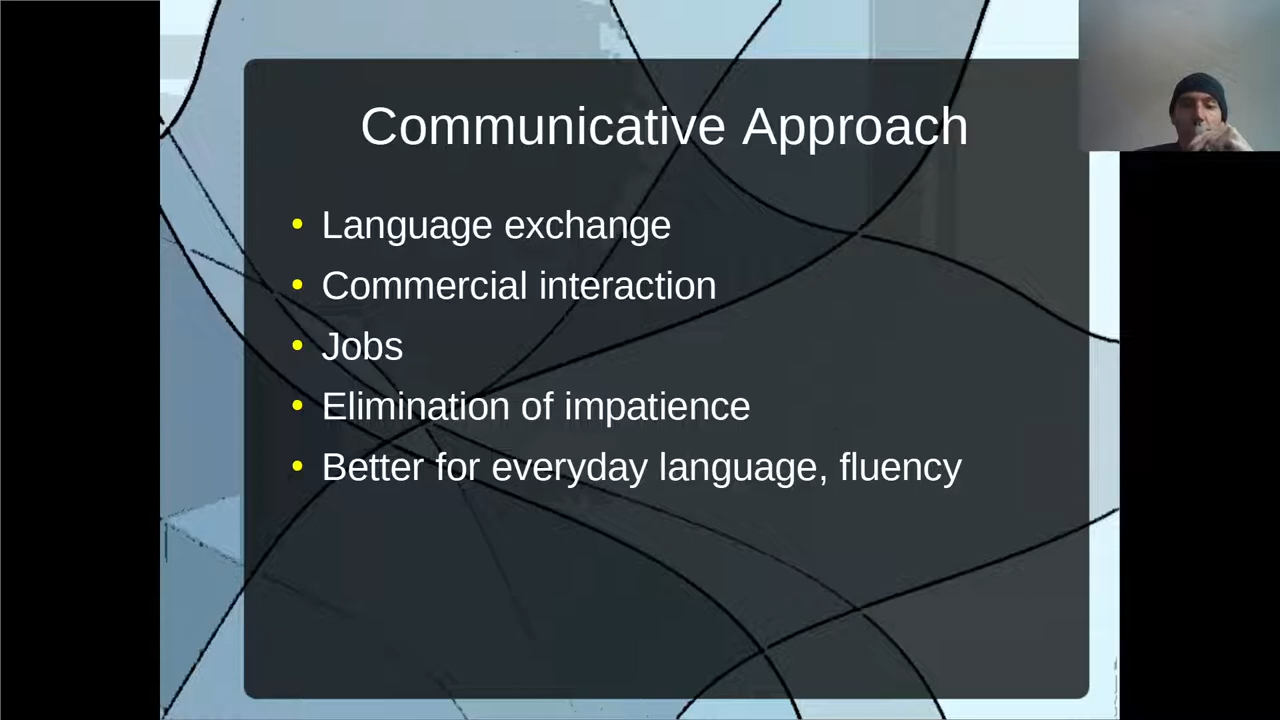 Communicative Approach
• Language exchange
• Commercial interaction
• Jobs
• Elimination of impatience
• Better for everyday language, fluency